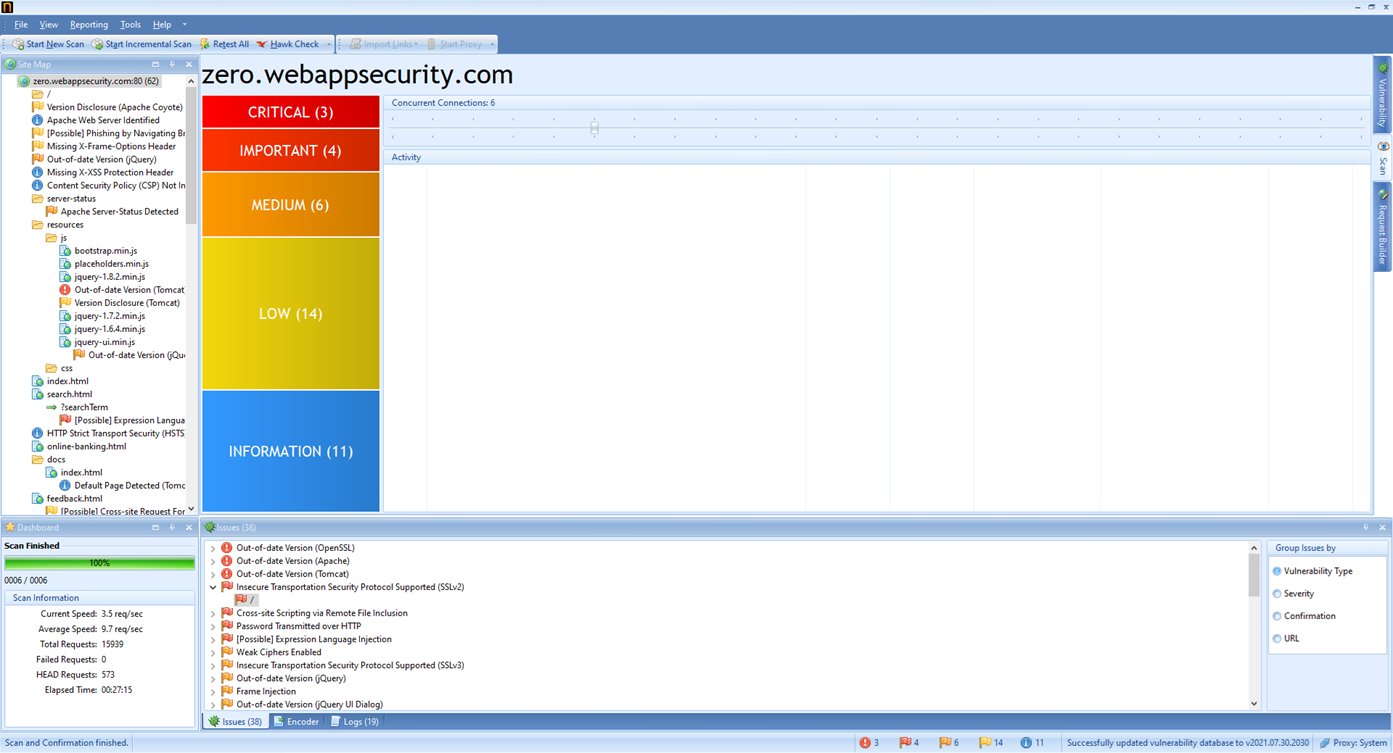 File View Reporting Tools Help
Start New Scan Start Incremental Scan Retest All Hawk Check Import Links Start Proxy
Site Map
zero.webappsecurity.com:80 (62)
/
Version Disclosure (Apache Coyote)
Apache Web Server Identified
[Possible] Phishing by Navigating Br
Missing X-Frame-Options Header
Out-of-date Version (jQuery)
Missing X-XSS Protection Header
Content Security Policy (CSP) Not In
server-status
Apache Server-Status Detected
resources
js
bootstrap.min.js
placeholders.min.js
jquery-1.8.2.min.js
Out-of-date Version (Tomcat
Version Disclosure (Tomcat)
jquery-1.7.2.min.js
jquery-1.6.4.min.js
jquery-ui.min.js
Out-of-date Version (jQu
css
index.html
search.html
?searchTerm
[Possible] Expression Langua
HTTP Strict Transport Security (HSTS
online-banking.html
docs
index.html
Default Page Detected (Tomc
feedback.html
[Possible] Cross-site Request For
zero.webappsecurity.com
CRITICAL (3)
IMPORTANT (4)
MEDIUM (6)
LOW (14)
INFORMATION (11)
Concurrent Connections: 6
Activity
Vulnerability
Scan
Request Builder
Dashboard
Scan Finished
100%
0006 / 0006
Scan Information
Current Speed: 3.5 req/sec
Average Speed: 9.7 req/sec
Total Requests: 15939
Failed Requests: 0
HEAD Requests: 573
Elapsed Time: 00:27:15
Issues (38)
Out-of-date Version (OpenSSL)
Out-of-date Version (Apache)
Out-of-date Version (Tomcat)
Insecure Transportation Security Protocol Supported (SSLv2)
/
Cross-site Scripting via Remote File Inclusion
Password Transmitted over HTTP
[Possible] Expression Language Injection
Weak Ciphers Enabled
Insecure Transportation Security Protocol Supported (SSLv3)
Out-of-date Version (jQuery)
Frame Injection
Out-of-date Version (jQuery UI Dialog)
Group Issues by
Vulnerability Type
Severity
Confirmation
URL
Issues (38) Encoder Logs (19)
Scan and Confirmation finished.
3 4 6 14 11 Successfully updated vulnerability database to v2021.07.30.2030 Proxy: System